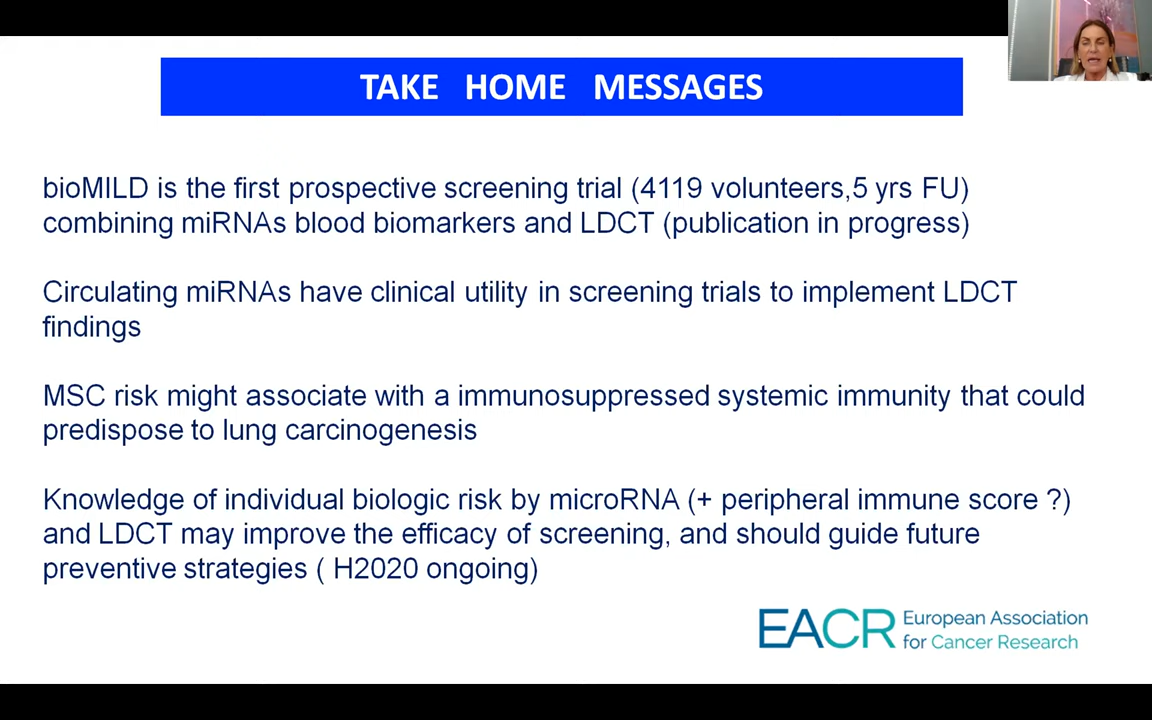 TAKE HOME MESSAGES
bioMILD is the first prospective screening trial (4119 volunteers,5 yrs FU)
combining miRNAs blood biomarkers and LDCT (publication in progress)
Circulating miRNAs have clinical utility in screening trials to implement LDCT
findings
MSC risk might associate with a immunosuppressed systemic immunity that could
predispose to lung carcinogenesis
Knowledge of individual biologic risk by microRNA (+ peripheral immune score ?)
and LDCT may improve the efficacy of screening, and should guide future
preventive strategies ( H2020 ongoing)
EACR European Association
for Cancer Research